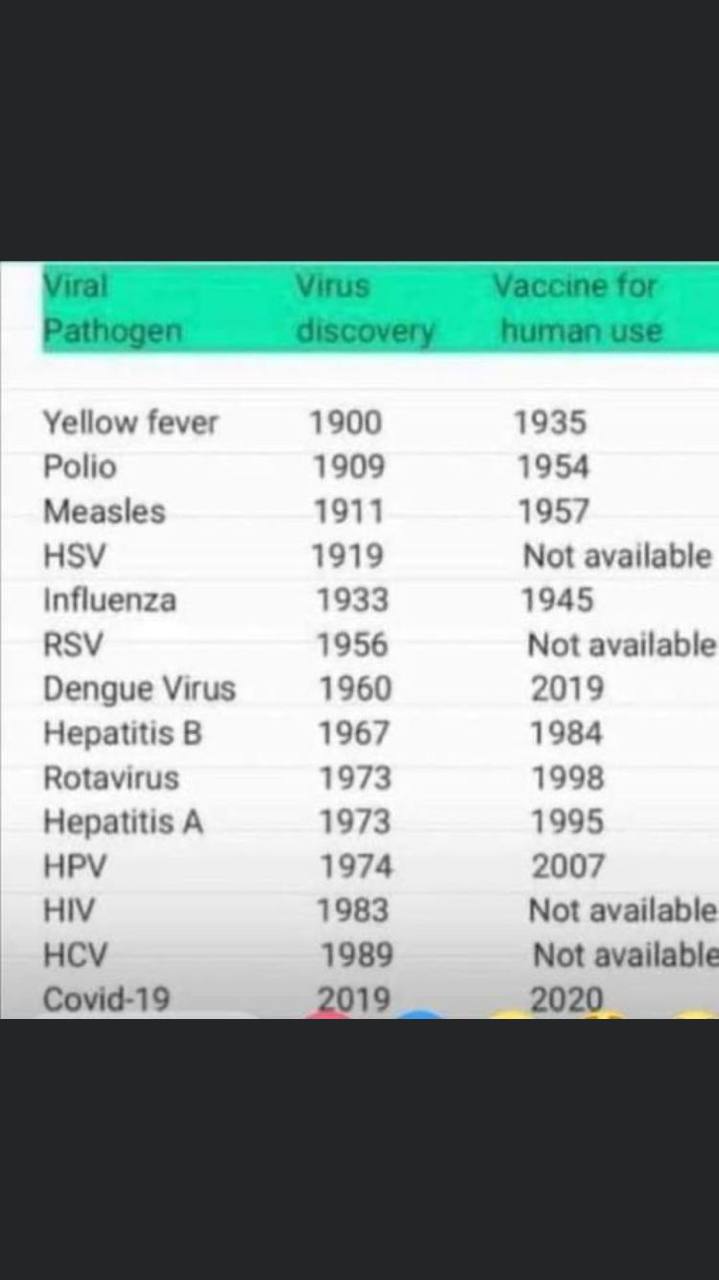 Viral Virus Vaccine for
Pathogen discovery human use
Yellow fever 1900 1935
Polio 1909 1954
Measles 1911 1957
HSV 1919 Not available
Influenza 1933 1945
RSV 1956 Not available
Dengue Virus 1960 2019
Hepatitis B 1967 1984
Rotavirus 1973 1998
Hepatitis A 1973 1995
HPV 1974 2007
HIV 1983 Not available
HCV 1989 Not available
Covid-19 2019 2020